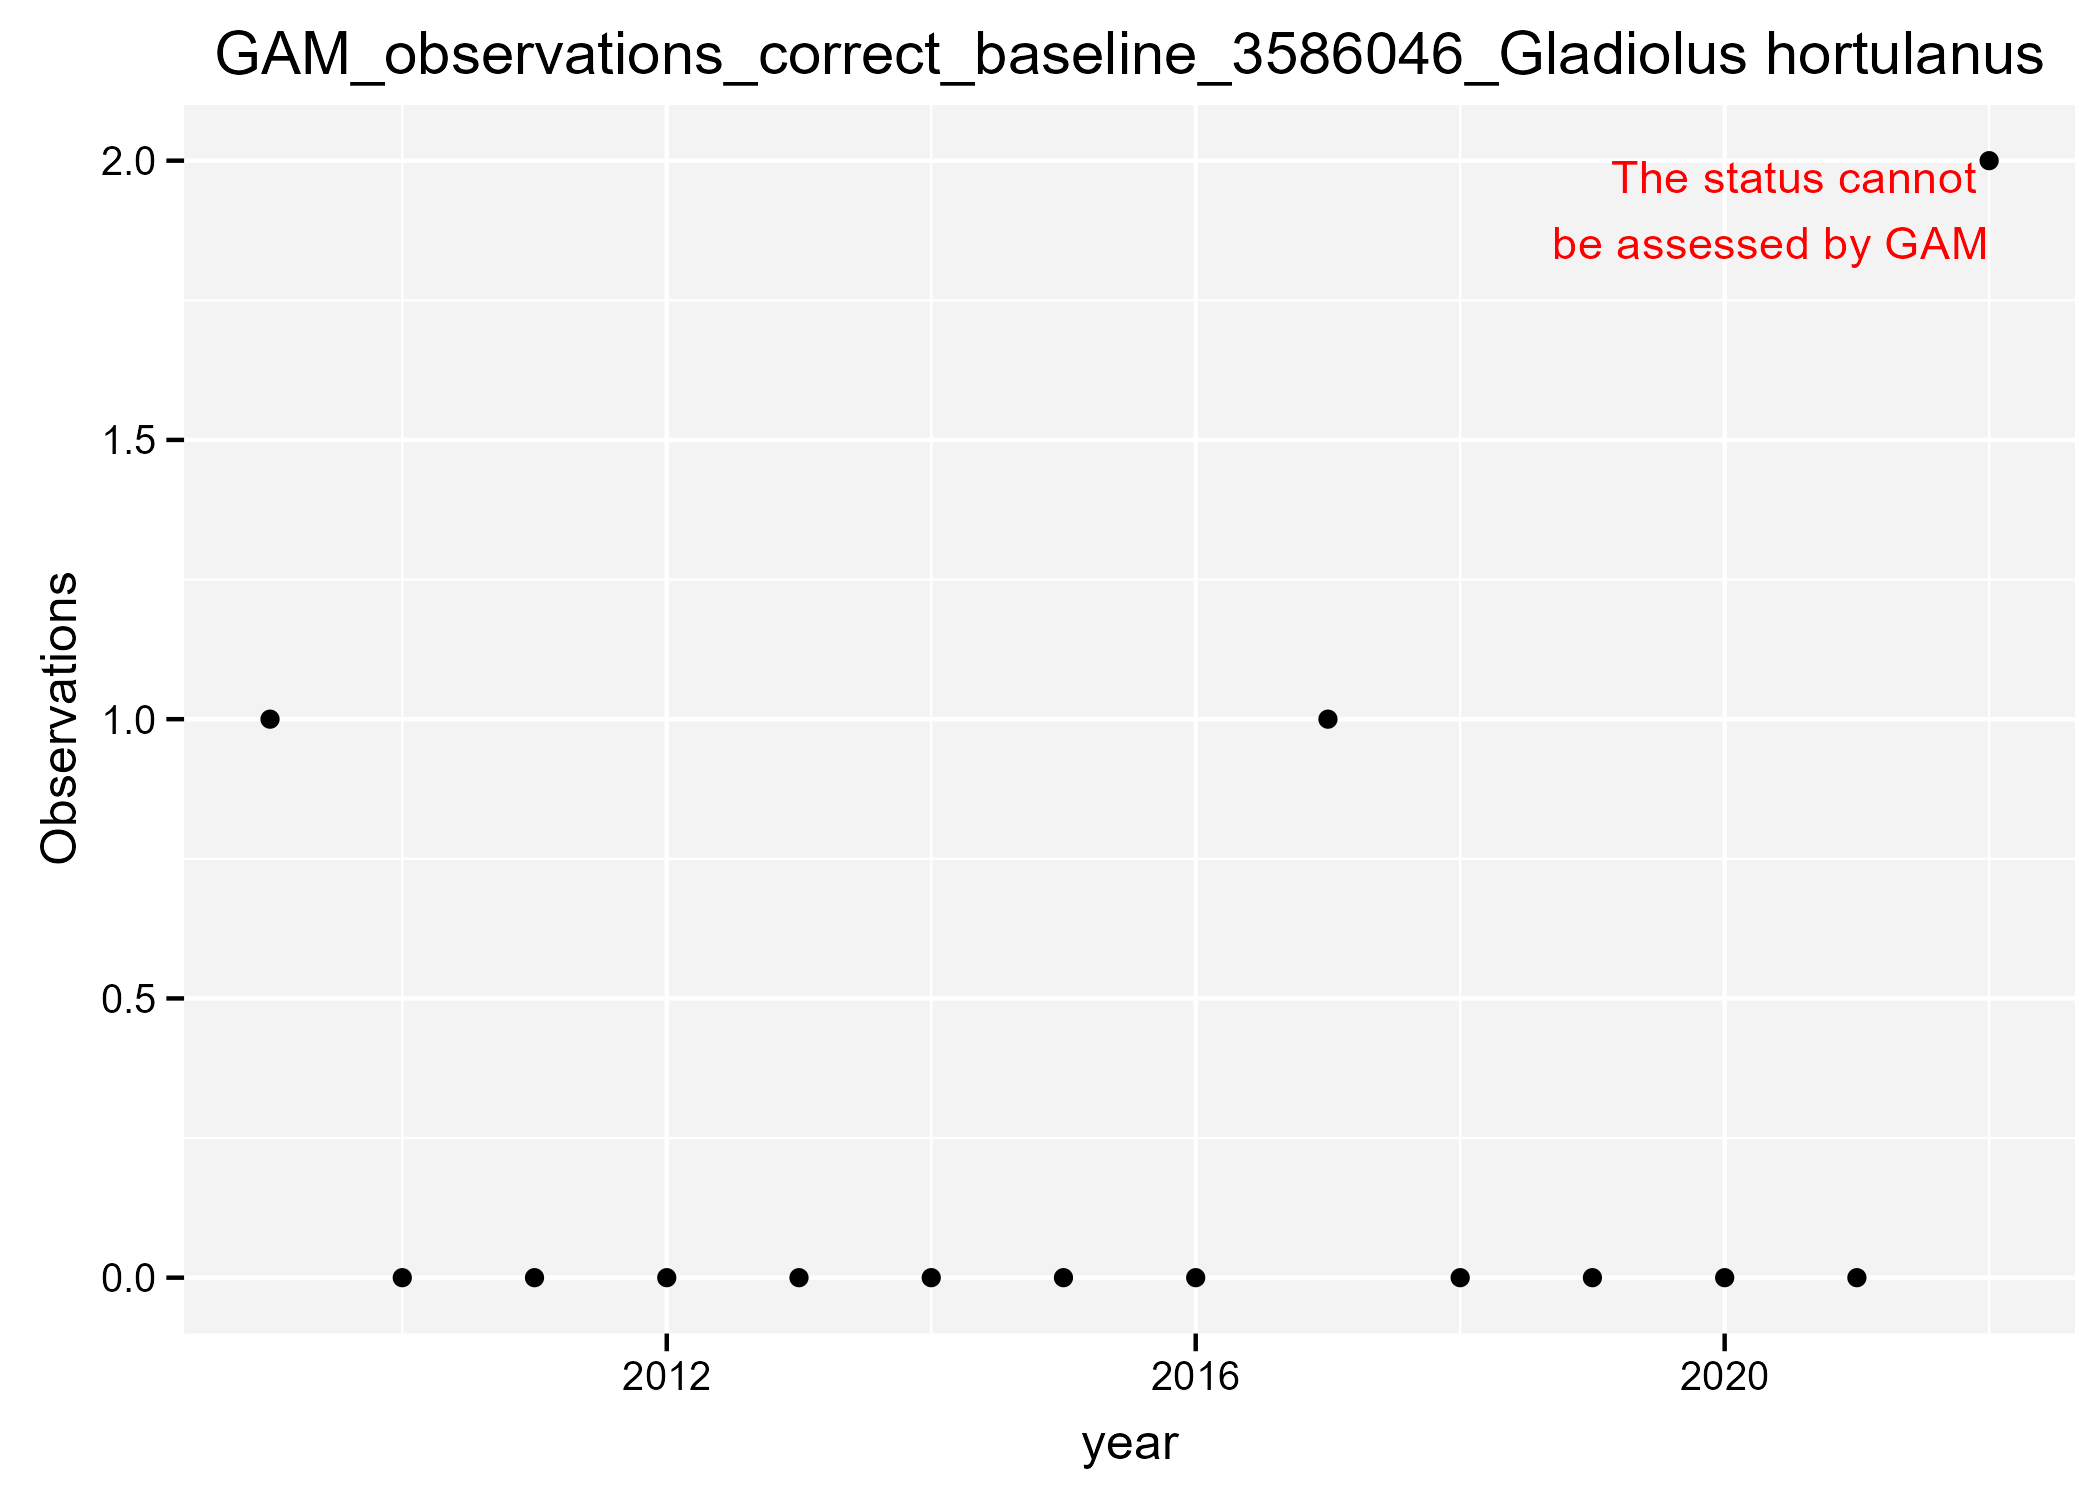 GAM_observations_correct_baseline_3586046_Gladiolus hortulanus
2.0
The status cannot
be assessed by GAM
1.5
Observations
1.0
0.5
0.0
2012
2016
2020
year